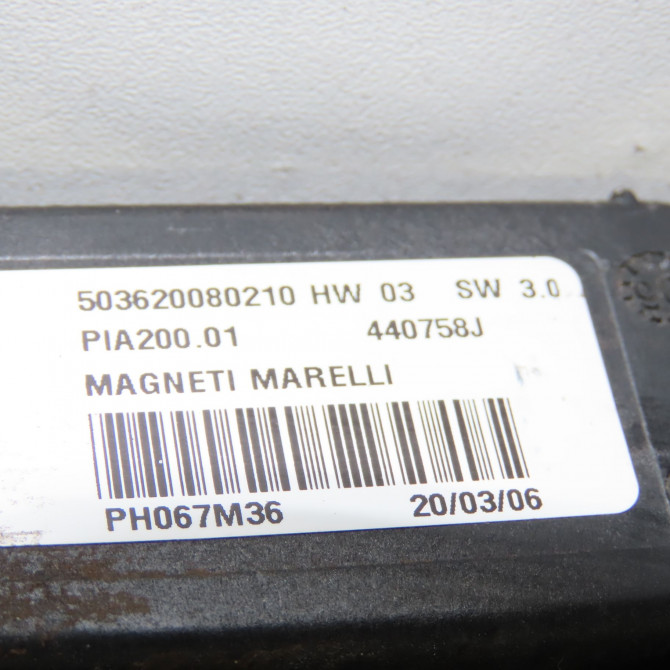 503620080210 HW 03 SW 3.0
PIA200.01 440758J
MAGNETI MARELLI
PH067M36 20/03/06